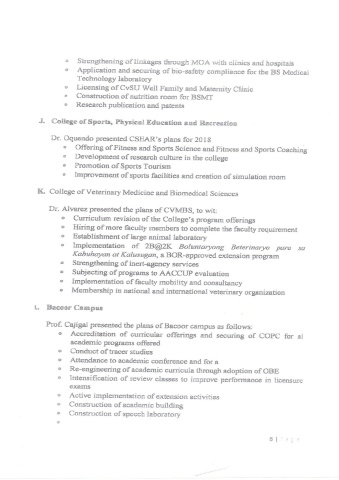 Strengthening of linkages through MOA with clinics and hospitals
Application and securing of bio-safety compliance for the BS Medical
Technology laboratory
Licensing of CvSU Well Family and Maternity Clinic
Construction of nutrition room for BSMT
Research publication and patents
J. College of Sports, Physical Education and Recreation
Dr. Oquendo presented CSPEAR's plans for 2018
Offering of Fitness and Sports Science and Fitness and Sports Coaching
Development of research culture in the college
Promotion of Sports Tourism
Improvement of sports facilities and creation of simulation room
K. College of Veterinary Medicine and Biomedical Sciences
Dr. Alvarez presented the plans of CVMBS, to wit:
Curriculum revision of the College's program offerings
Hiring of more faculty members to complete the faculty requirement
Establishment of large animal laboratory
Implementation of 2B@2K Boluntaryong Beterinaryo para sa
Kabuhayan at Kalusugan, a BOR-approved extension program
Strengthening of inert-agency services
Subjecting of programs to AACCUP evaluation
Implementation of faculty mobility and consultancy
Membership in national and international veterinary organization
L. Bacoor Campus
Prof. Cajigal presented the plans of Bacoor campus as follows:
Accreditation of curricular offerings and securing of COPC for al
academic programs offered
Conduct of tracer studies
Attendance to academic conference and for a
Re-engineering of academic curricula through adoption of OBE
Intensification of review classes to improve performance in licensure
exams
Active implementation of extension activities
Construction of academic building
Construction of speech laboratory